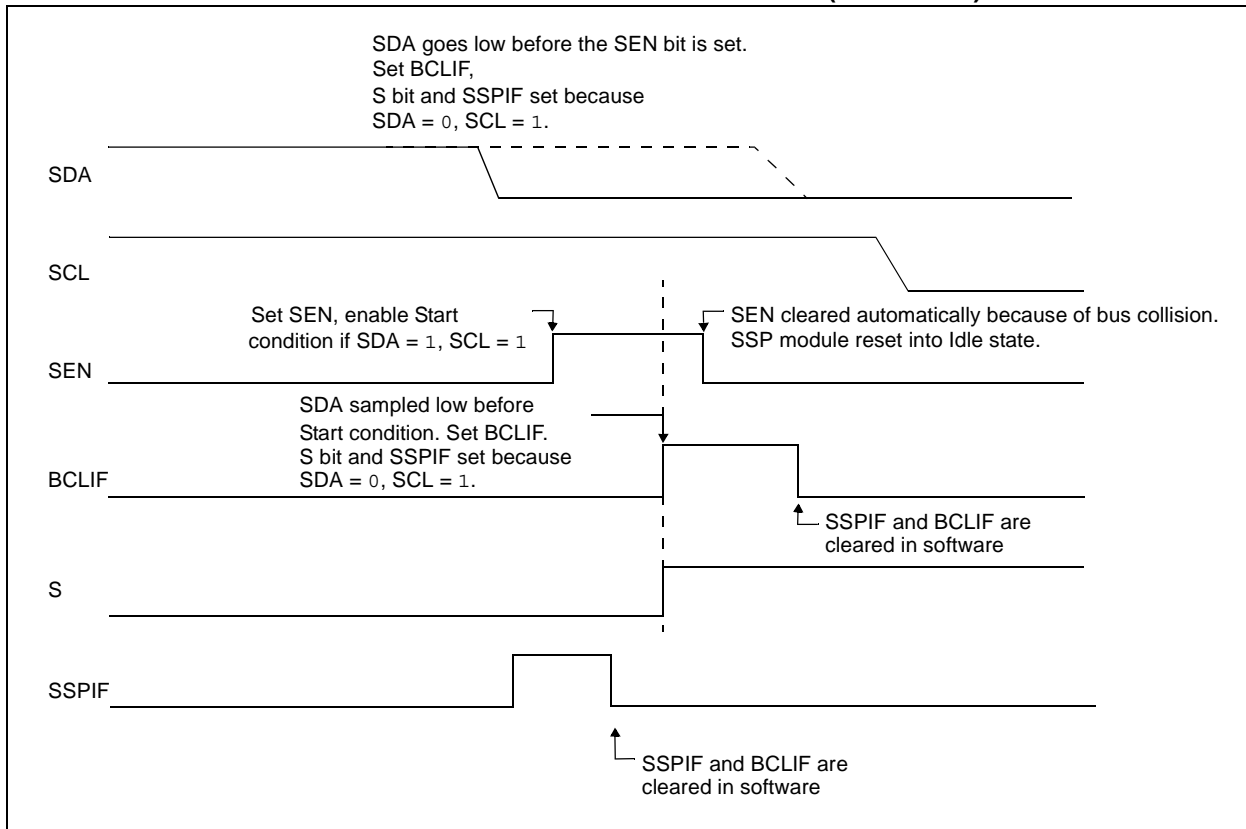 SDA goes low before the SEN bit is set.
Set BCLIF,
S bit and SSPIF set because
SDA = 0, SCL = 1.
SDA
SCL
Set SEN, enable Start
condition if SDA = 1, SCL = 1
SEN cleared automatically because of bus collision.
SSP module reset into Idle state.
SEN
SDA sampled low before
Start condition. Set BCLIF.
S bit and SSPIF set because
SDA = 0, SCL = 1.
BCLIF
SSPIF and BCLIF are
cleared in software
S
SSPIF
SSPIF and BCLIF are
cleared in software